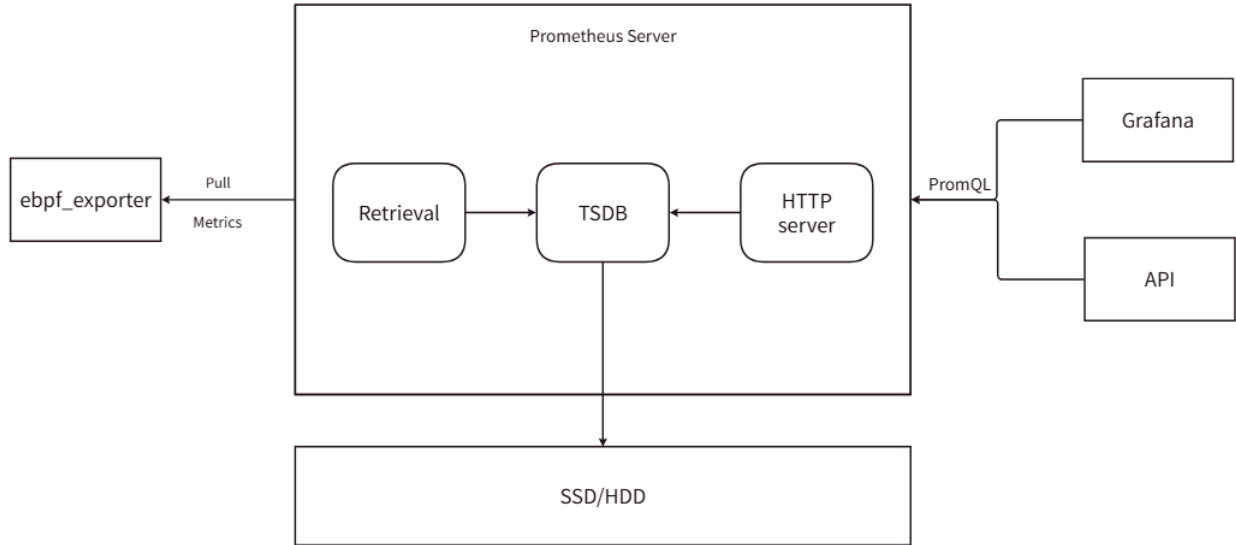 Prometheus Server
Grafana
ebpf_exporter
Pull
Metrics
Retrieval
TSDB
HTTP
server
PromQL
API
SSD/HDD